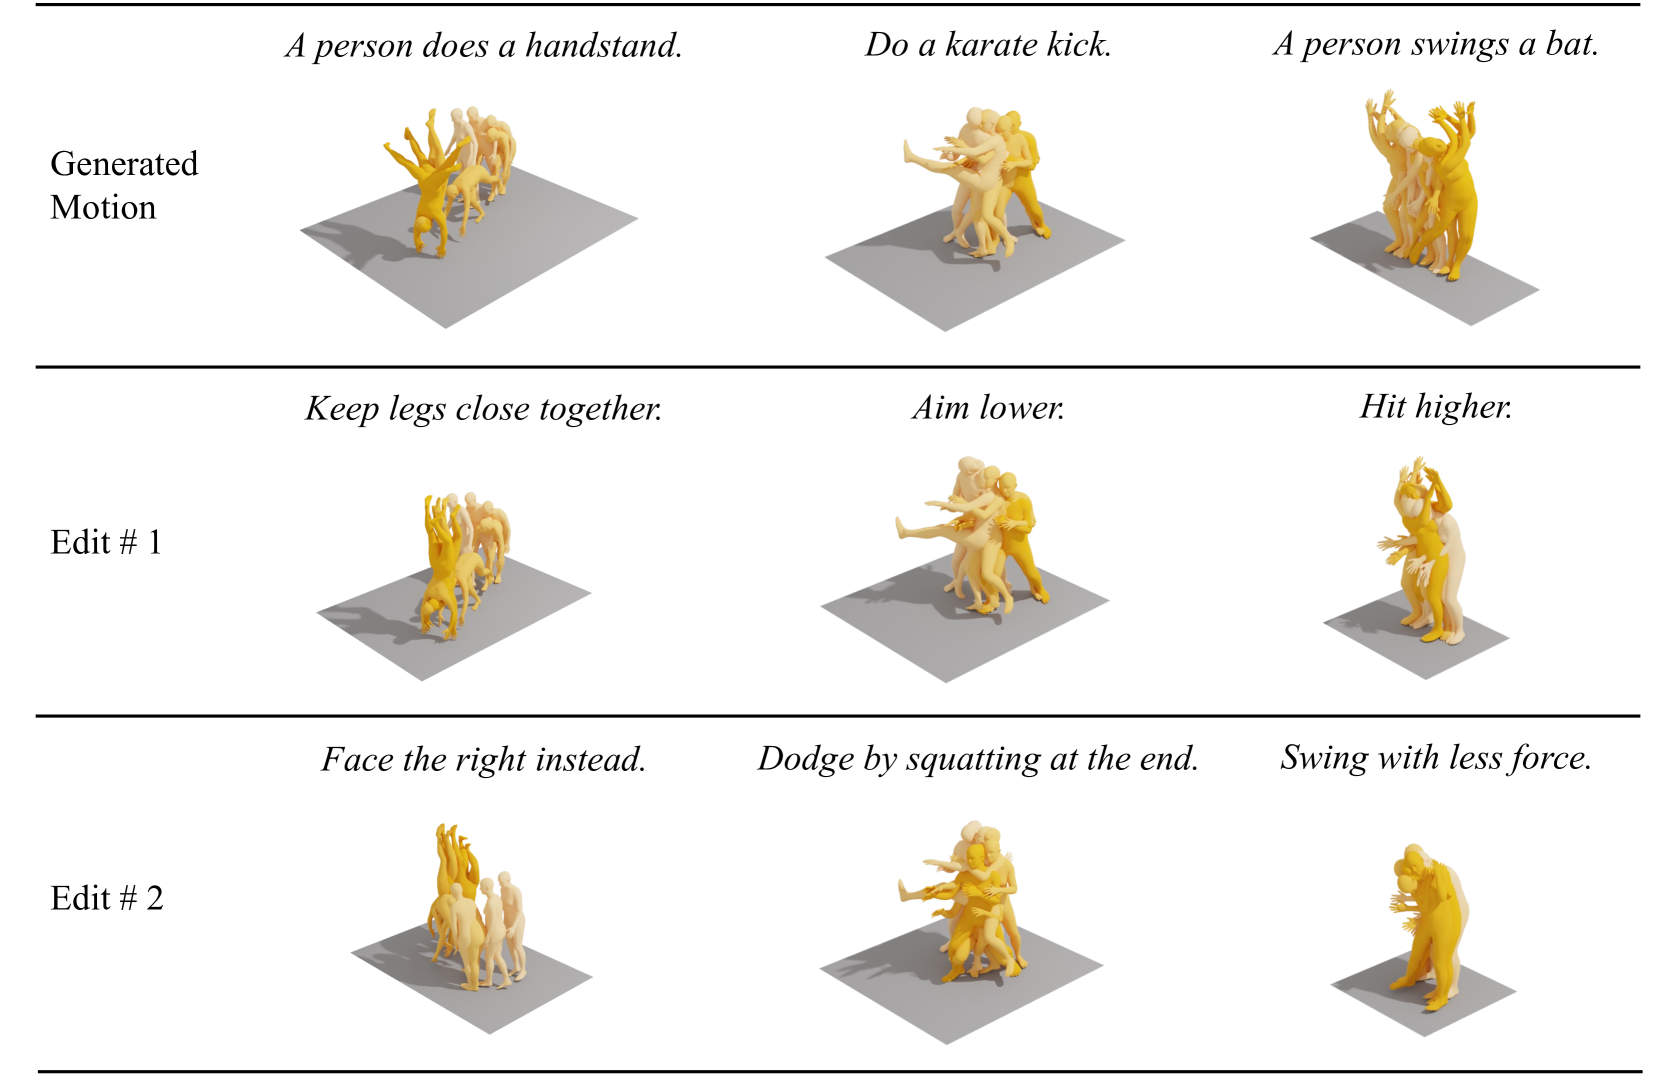 A person does a handstand.
Do a karate kick.
A person swings a bat.
Generated
Motion
Keep legs close together.
Aim lower.
Hit higher.
Edit # 1
Face the right instead.
Dodge by squatting at the end.
Swing with less force.
Edit # 2